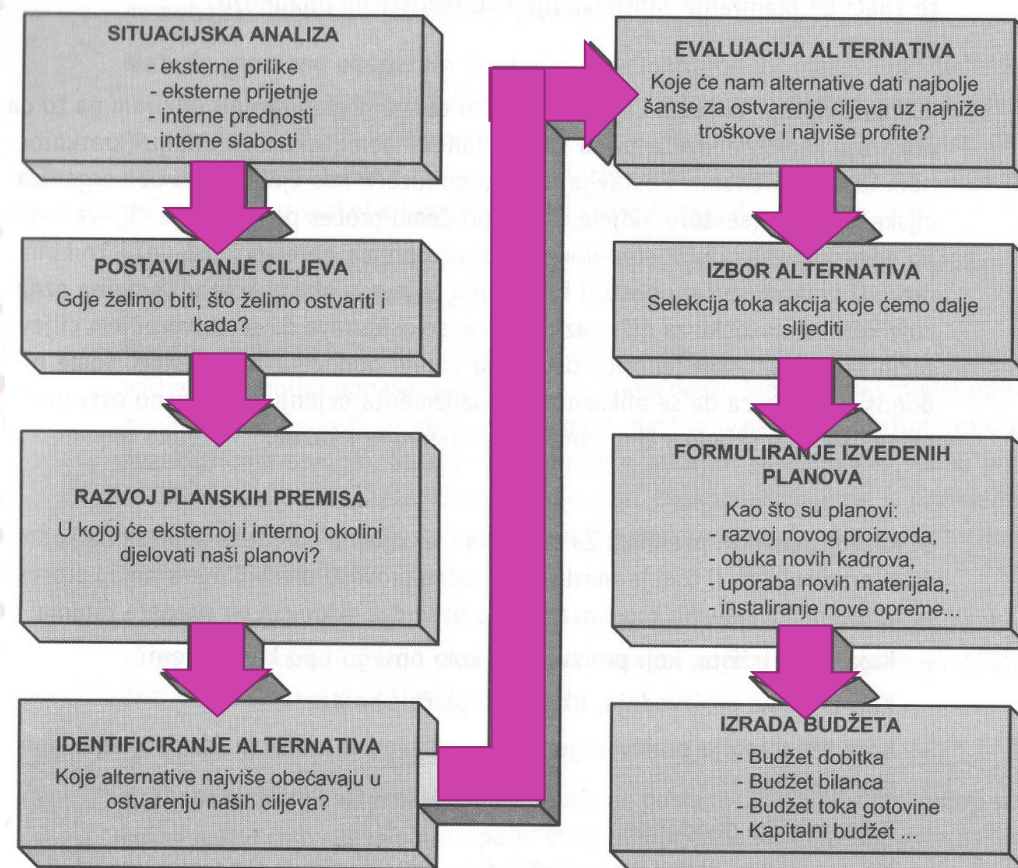 SITUACIJSKA ANALIZA
- eksterne prilike
- eksterne prijetnje
- interne prednosti
- interne slabosti
POSTAVLJANJE CILJEVA
Gdje želimo biti, što želimo ostvariti i
kada?
RAZVOJ PLANSKIH PREMISA
U kojoj će eksternoj i internoj okolini
djelovati naši planovi?
IDENTIFICIRANJE ALTERNATIVA
Koje alternative najviše obećavaju u
ostvarenju naših ciljeva?
EVALUACIJA ALTERNATIVA
Koje će nam alternative dati najbolje
šanse za ostvarenje ciljeva uz najniže
troškove i najviše profite?
IZBOR ALTERNATIVA
Selekcija toka akcija koje ćemo dalje
slijediti
FORMULIRANJE IZVEDENIH
PLANOVA
Kao što su planovi:
- razvoj novog proizvoda,
- obuka novih kadrova,
- uporaba novih materijala,
- instaliranje nove opreme...
IZRADA BUDŽETA
- Budžet dobitka
- Budžet bilanca
- Budžet toka gotovine
- Kapitalni budžet ...